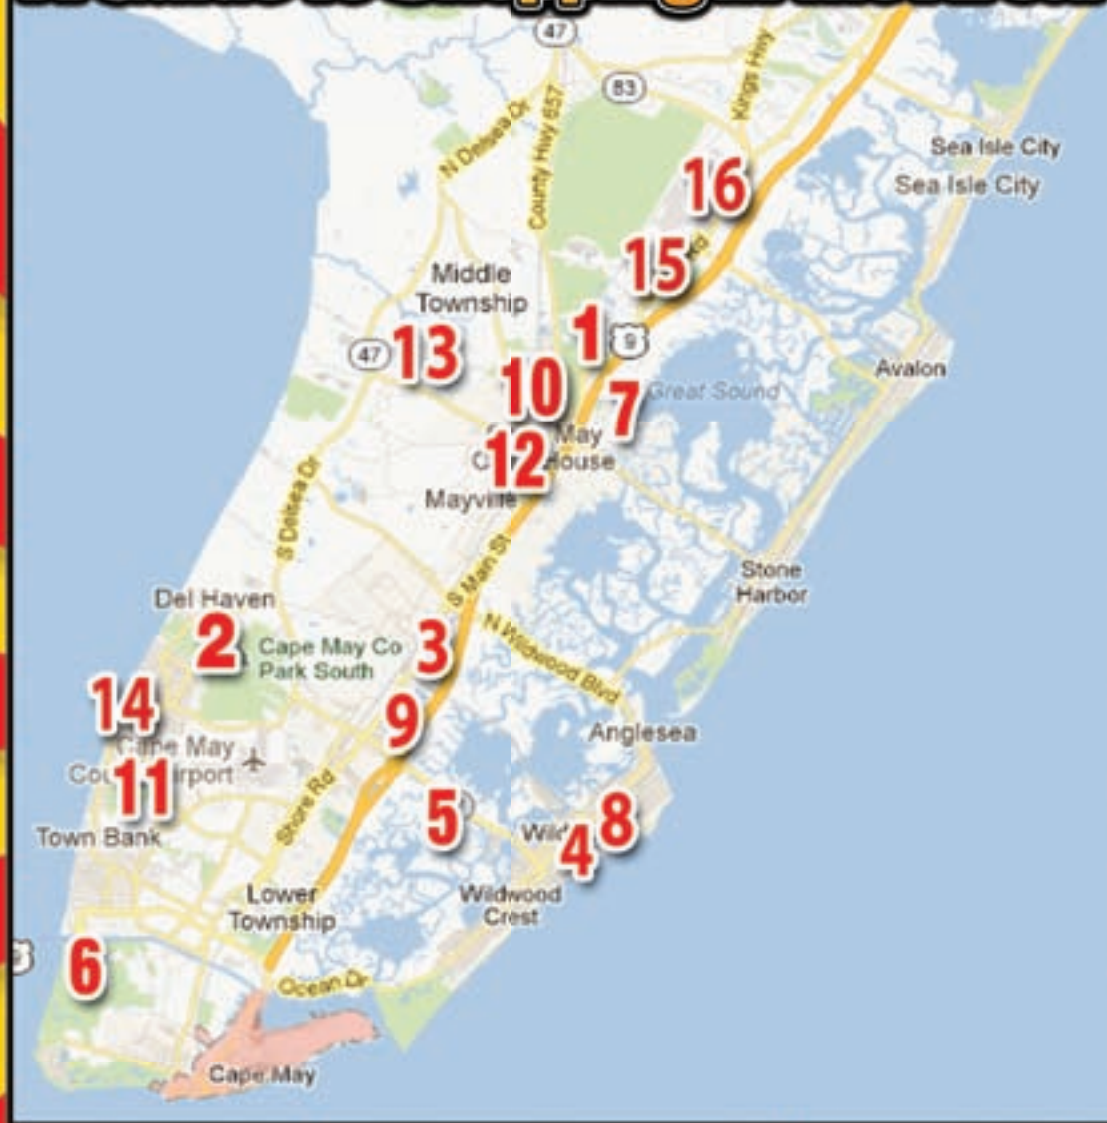 47
83
Kings Hwy
N Delsea Dr
County Hwy 657
Sea Isle City
Sea Isle City
16
Rd
15
Middle
Township
1
9
47
13
Avalon
10
7
Great Sound
May
12
House
Mayville
S Delsea Dr
S Main St
Stone
Harbor
Del Haven
2
Cape May Co
Park South
3
N Wildwood Blvd
14
9
Anglesea
Cape May
11
Shore Rd
5
8
4
Town Bank
Lower
Township
Wildwood
Crest
6
Ocean Dr
Cape May